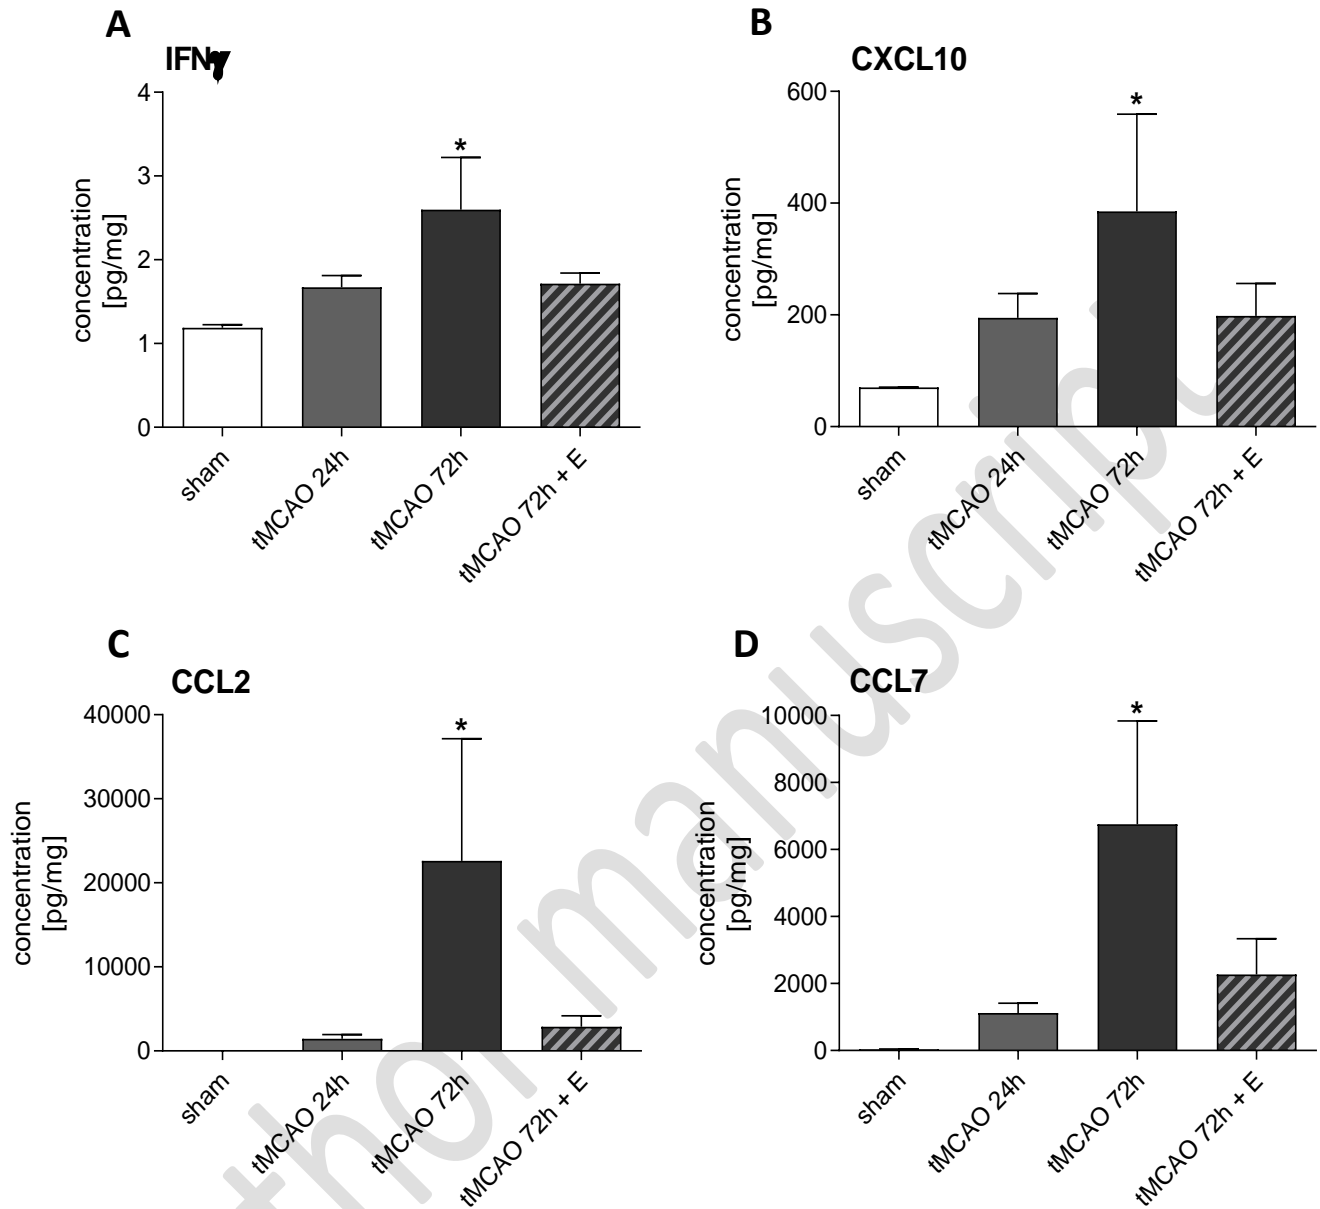 A
IFNγ
4
3
2
1
0
concentration
[pg/mg]
*
sham
tMCAO 24h
tMCAO 72h
tMCAO 72h + E
B
CXCL10
600
400
200
0
concentration
[pg/mg]
*
sham
tMCAO 24h
tMCAO 72h
tMCAO 72h + E
C
CCL2
40000
30000
20000
10000
0
concentration
[pg/mg]
*
sham
tMCAO 24h
tMCAO 72h
tMCAO 72h + E
D
CCL7
10000
8000
6000
4000
2000
0
concentration
[pg/mg]
*
sham
tMCAO 24h
tMCAO 72h
tMCAO 72h + E
thor manuscript